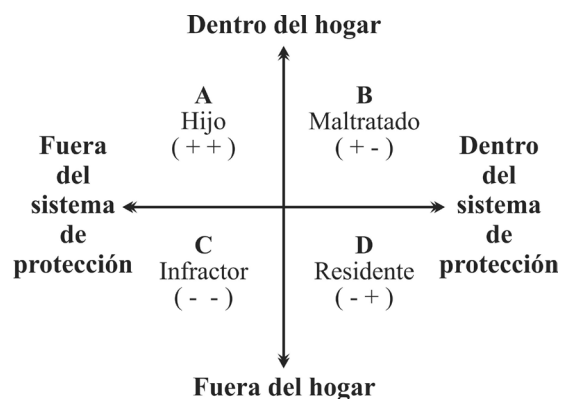 Dentro del hogar
A
Hijo
( + + )
B
Maltratado
( + - )
Fuera
del
sistema
de
protección
Dentro
del
sistema
de
protección
C
Infractor
( - - )
D
Residente
( - + )
Fuera del hogar